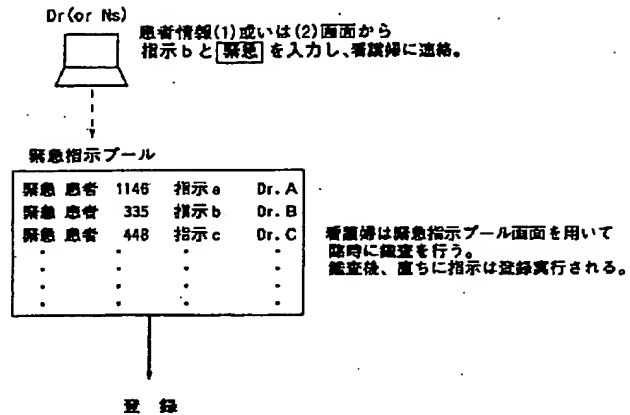 Dr(or Ns)
患者情報(1)或いは(2)画面から
指示bと緊急を入力し、看護婦に連絡。
緊急指示プール
緊急 患者 1146 指示a Dr.A
緊急 患者 335 指示b Dr.B
緊急 患者 448 指示c Dr.C
看護婦は緊急指示プール画面を用いて
臨時に鑑査を行う。
鑑査後、直ちに指示は登録実行される。
登 録